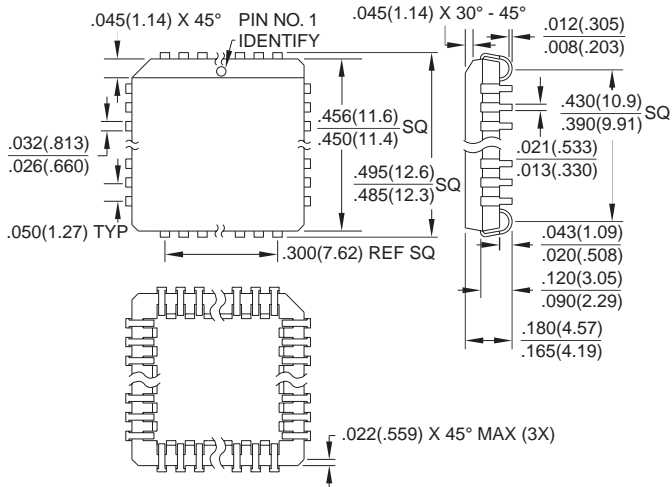 .045(1.14) X 45°
PIN NO. 1
IDENTIFY
.045(1.14) X 30° - 45°
.012(.305)
.008(.203)
.456(11.6)
.450(11.4)
SQ
.430(10.9)
.390(9.91)
SQ
.032(.813)
.026(.660)
.021(.533)
.013(.330)
.495(12.6)
.485(12.3)
SQ
.050(1.27) TYP
.300(7.62) REF SQ
.043(1.09)
.020(.508)
.120(3.05)
.090(2.29)
.180(4.57)
.165(4.19)
.022(.559) X 45° MAX (3X)